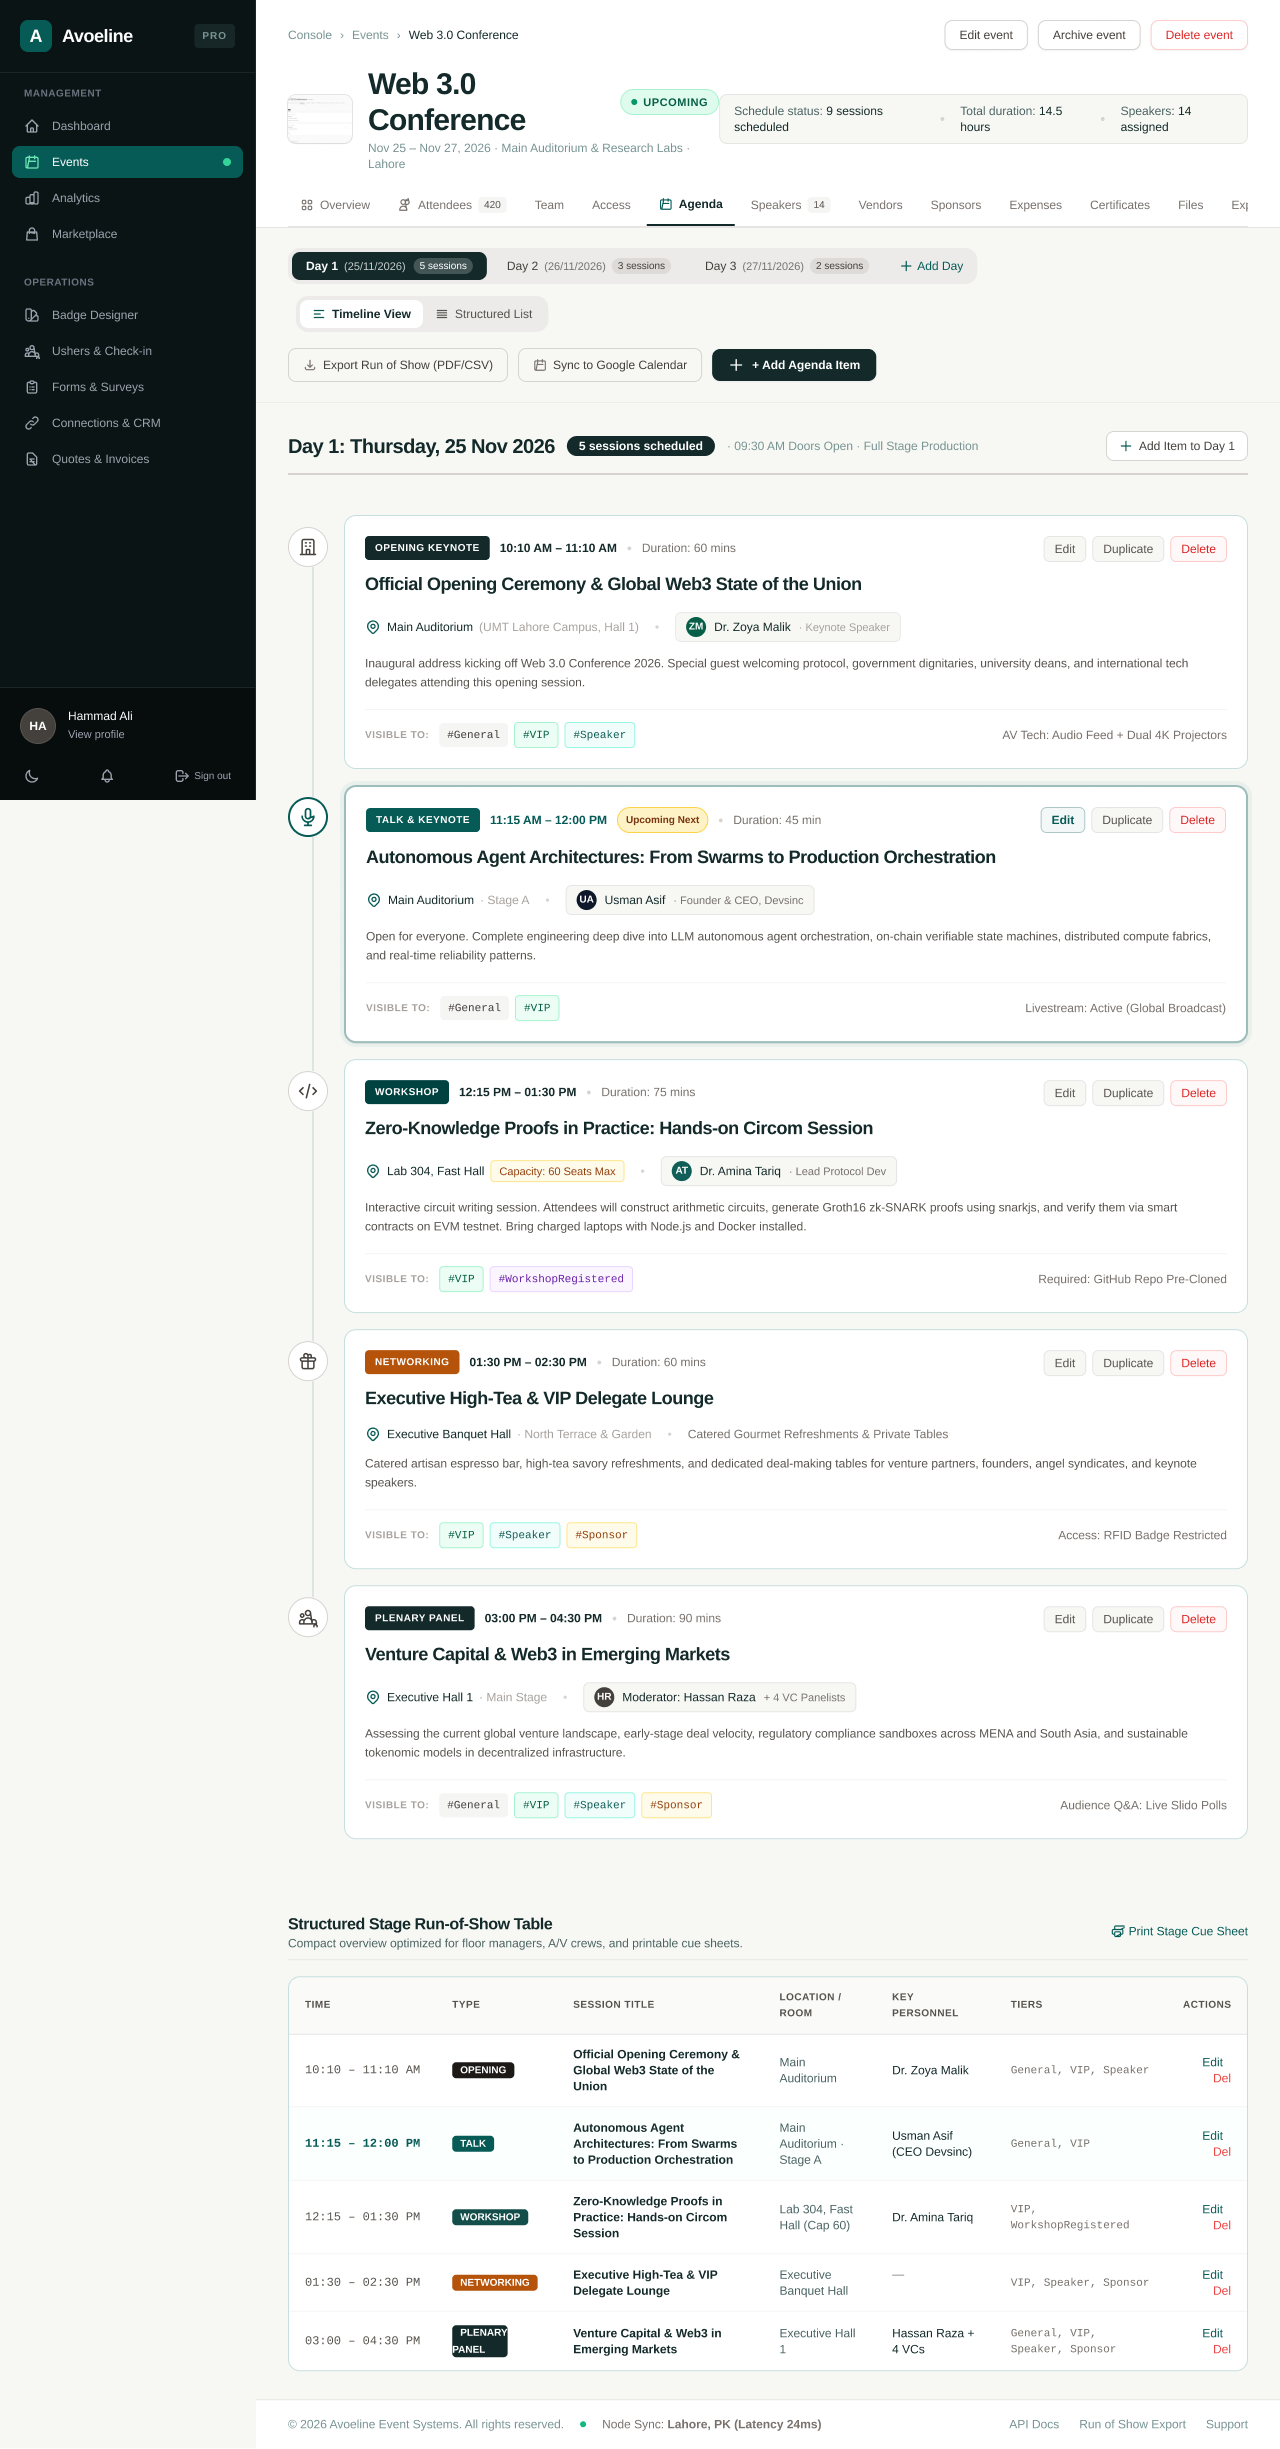 A Avoeline PRO
MANAGEMENT
Dashboard
Events
Analytics
Marketplace
OPERATIONS
Badge Designer
Ushers & Check-in
Forms & Surveys
Connections & CRM
Quotes & Invoices
HA Hammad Ali
View profile
Sign out
Console › Events › Web 3.0 Conference
Edit event Archive event Delete event
Web 3.0
Conference
UPCOMING
Nov 25 – Nov 27, 2026 · Main Auditorium & Research Labs ·
Lahore
Schedule status: 9 sessions
scheduled
Total duration: 14.5
hours
Speakers: 14
assigned
Overview Attendees 420 Team Access Agenda Speakers 14 Vendors Sponsors Expenses Certificates Files Exp
Day 1 (25/11/2026) 5 sessions Day 2 (26/11/2026) 3 sessions Day 3 (27/11/2026) 2 sessions + Add Day
Timeline View Structured List
Export Run of Show (PDF/CSV) Sync to Google Calendar + + Add Agenda Item
Day 1: Thursday, 25 Nov 2026 5 sessions scheduled · 09:30 AM Doors Open · Full Stage Production + Add Item to Day 1
OPENING KEYNOTE 10:10 AM – 11:10 AM • Duration: 60 mins Edit Duplicate Delete
Official Opening Ceremony & Global Web3 State of the Union
Main Auditorium (UMT Lahore Campus, Hall 1) • ZM Dr. Zoya Malik · Keynote Speaker
Inaugural address kicking off Web 3.0 Conference 2026. Special guest welcoming protocol, government dignitaries, university deans, and international tech
delegates attending this opening session.
VISIBLE TO: #General #VIP #Speaker AV Tech: Audio Feed + Dual 4K Projectors
TALK & KEYNOTE 11:15 AM – 12:00 PM Upcoming Next • Duration: 45 min Edit Duplicate Delete
Autonomous Agent Architectures: From Swarms to Production Orchestration
Main Auditorium · Stage A • UA Usman Asif · Founder & CEO, Devsinc
Open for everyone. Complete engineering deep dive into LLM autonomous agent orchestration, on-chain verifiable state machines, distributed compute fabrics,
and real-time reliability patterns.
VISIBLE TO: #General #VIP Livestream: Active (Global Broadcast)
WORKSHOP 12:15 PM – 01:30 PM • Duration: 75 mins Edit Duplicate Delete
Zero-Knowledge Proofs in Practice: Hands-on Circom Session
Lab 304, Fast Hall Capacity: 60 Seats Max • AT Dr. Amina Tariq · Lead Protocol Dev
Interactive circuit writing session. Attendees will construct arithmetic circuits, generate Groth16 zk-SNARK proofs using snarkjs, and verify them via smart
contracts on EVM testnet. Bring charged laptops with Node.js and Docker installed.
VISIBLE TO: #VIP #WorkshopRegistered Required: GitHub Repo Pre-Cloned
NETWORKING 01:30 PM – 02:30 PM • Duration: 60 mins Edit Duplicate Delete
Executive High-Tea & VIP Delegate Lounge
Executive Banquet Hall · North Terrace & Garden • Catered Gourmet Refreshments & Private Tables
Catered artisan espresso bar, high-tea savory refreshments, and dedicated deal-making tables for venture partners, founders, angel syndicates, and keynote
speakers.
VISIBLE TO: #VIP #Speaker #Sponsor Access: RFID Badge Restricted
PLENARY PANEL 03:00 PM – 04:30 PM • Duration: 90 mins Edit Duplicate Delete
Venture Capital & Web3 in Emerging Markets
Executive Hall 1 · Main Stage • HR Moderator: Hassan Raza + 4 VC Panelists
Assessing the current global venture landscape, early-stage deal velocity, regulatory compliance sandboxes across MENA and South Asia, and sustainable
tokenomic models in decentralized infrastructure.
VISIBLE TO: #General #VIP #Speaker #Sponsor Audience Q&A: Live Slido Polls
Structured Stage Run-of-Show Table
Compact overview optimized for floor managers, A/V crews, and printable cue sheets.
Print Stage Cue Sheet
TIME TYPE SESSION TITLE LOCATION / ROOM KEY PERSONNEL TIERS ACTIONS
10:10 – 11:10 AM OPENING Official Opening Ceremony & Global Web3 State of the Union Main Auditorium Dr. Zoya Malik General, VIP, Speaker Edit Del
11:15 – 12:00 PM TALK Autonomous Agent Architectures: From Swarms to Production Orchestration Main Auditorium · Stage A Usman Asif (CEO Devsinc) General, VIP Edit Del
12:15 – 01:30 PM WORKSHOP Zero-Knowledge Proofs in Practice: Hands-on Circom Session Lab 304, Fast Hall (Cap 60) Dr. Amina Tariq VIP, WorkshopRegistered Edit Del
01:30 – 02:30 PM NETWORKING Executive High-Tea & VIP Delegate Lounge Executive Banquet Hall — VIP, Speaker, Sponsor Edit Del
03:00 – 04:30 PM PLENARY PANEL Venture Capital & Web3 in Emerging Markets Executive Hall 1 Hassan Raza + 4 VCs General, VIP, Speaker, Sponsor Edit Del
© 2026 Avoeline Event Systems. All rights reserved. Node Sync: Lahore, PK (Latency 24ms) API Docs Run of Show Export Support